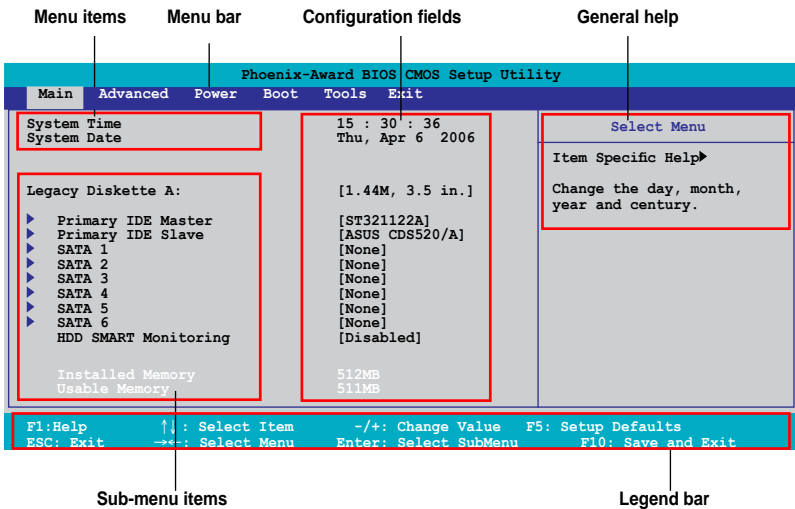 Menu items Menu bar Configuration fields General help
Phoenix-Award BIOS CMOS Setup Utility
Main Advanced Power Boot Tools Exit
System Time 15 : 30 : 36
System Date Thu, Apr 6 2006
Select Menu
Item Specific Help▶
Legacy Diskette A: [1.44M, 3.5 in.]
Change the day, month,
year and century.
Primary IDE Master [ST321122A]
Primary IDE Slave [ASUS CDS520/A]
SATA 1 [None]
SATA 2 [None]
SATA 3 [None]
SATA 4 [None]
SATA 5 [None]
SATA 6 [None]
HDD SMART Monitoring [Disabled]
Installed Memory 512MB
Usable Memory 511MB
F1:Help ↑↓: Select Item -/+: Change Value F5: Setup Defaults
ESC: Exit →←: Select Menu Enter: Select SubMenu F10: Save and Exit
Sub-menu items Legend bar